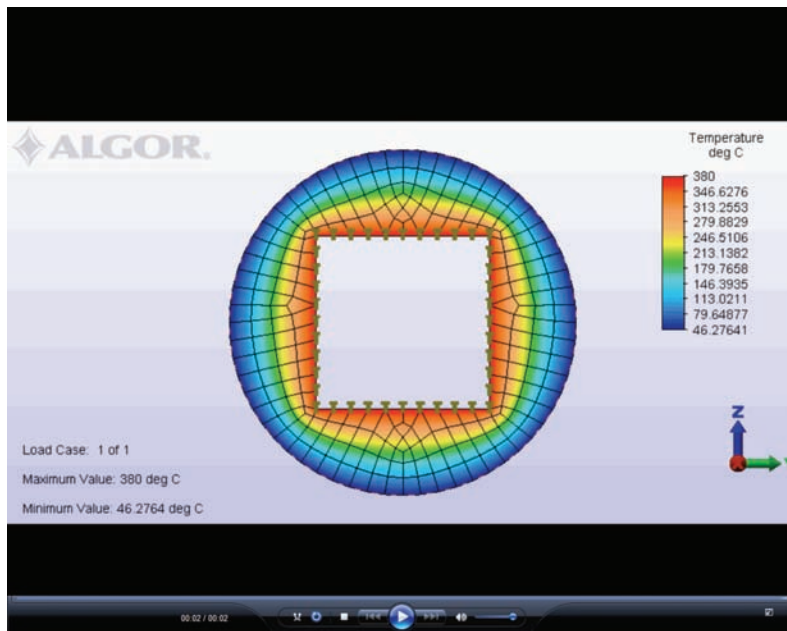 ALGOR.
Temperature
deg C
380
346.6276
313.2553
279.8829
246.5106
213.1382
179.7658
146.3935
113.0211
79.64877
46.27641
Z
Y
Load Case: 1 of 1
Maximum Value: 380 deg C
Minimum Value: 46.2764 deg C
00:02 / 00:02